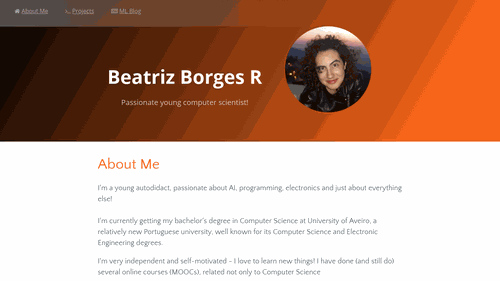 About Me Projects ML Blog
Beatriz Borges R
Passionate young computer scientist!
About Me
I'm a young autodidact, passionate about AI, programming, electronics and just about everything
else!
I'm currently getting my bachelor's degree in Computer Science at University of Aveiro, a
relatively new Portuguese university, well known for its Computer Science and Electronic
Engineering degrees.
I'm very independent and self-motivated - I love to learn new things! I have done (and still do)
several online courses (MOOCs), related not only to Computer Science